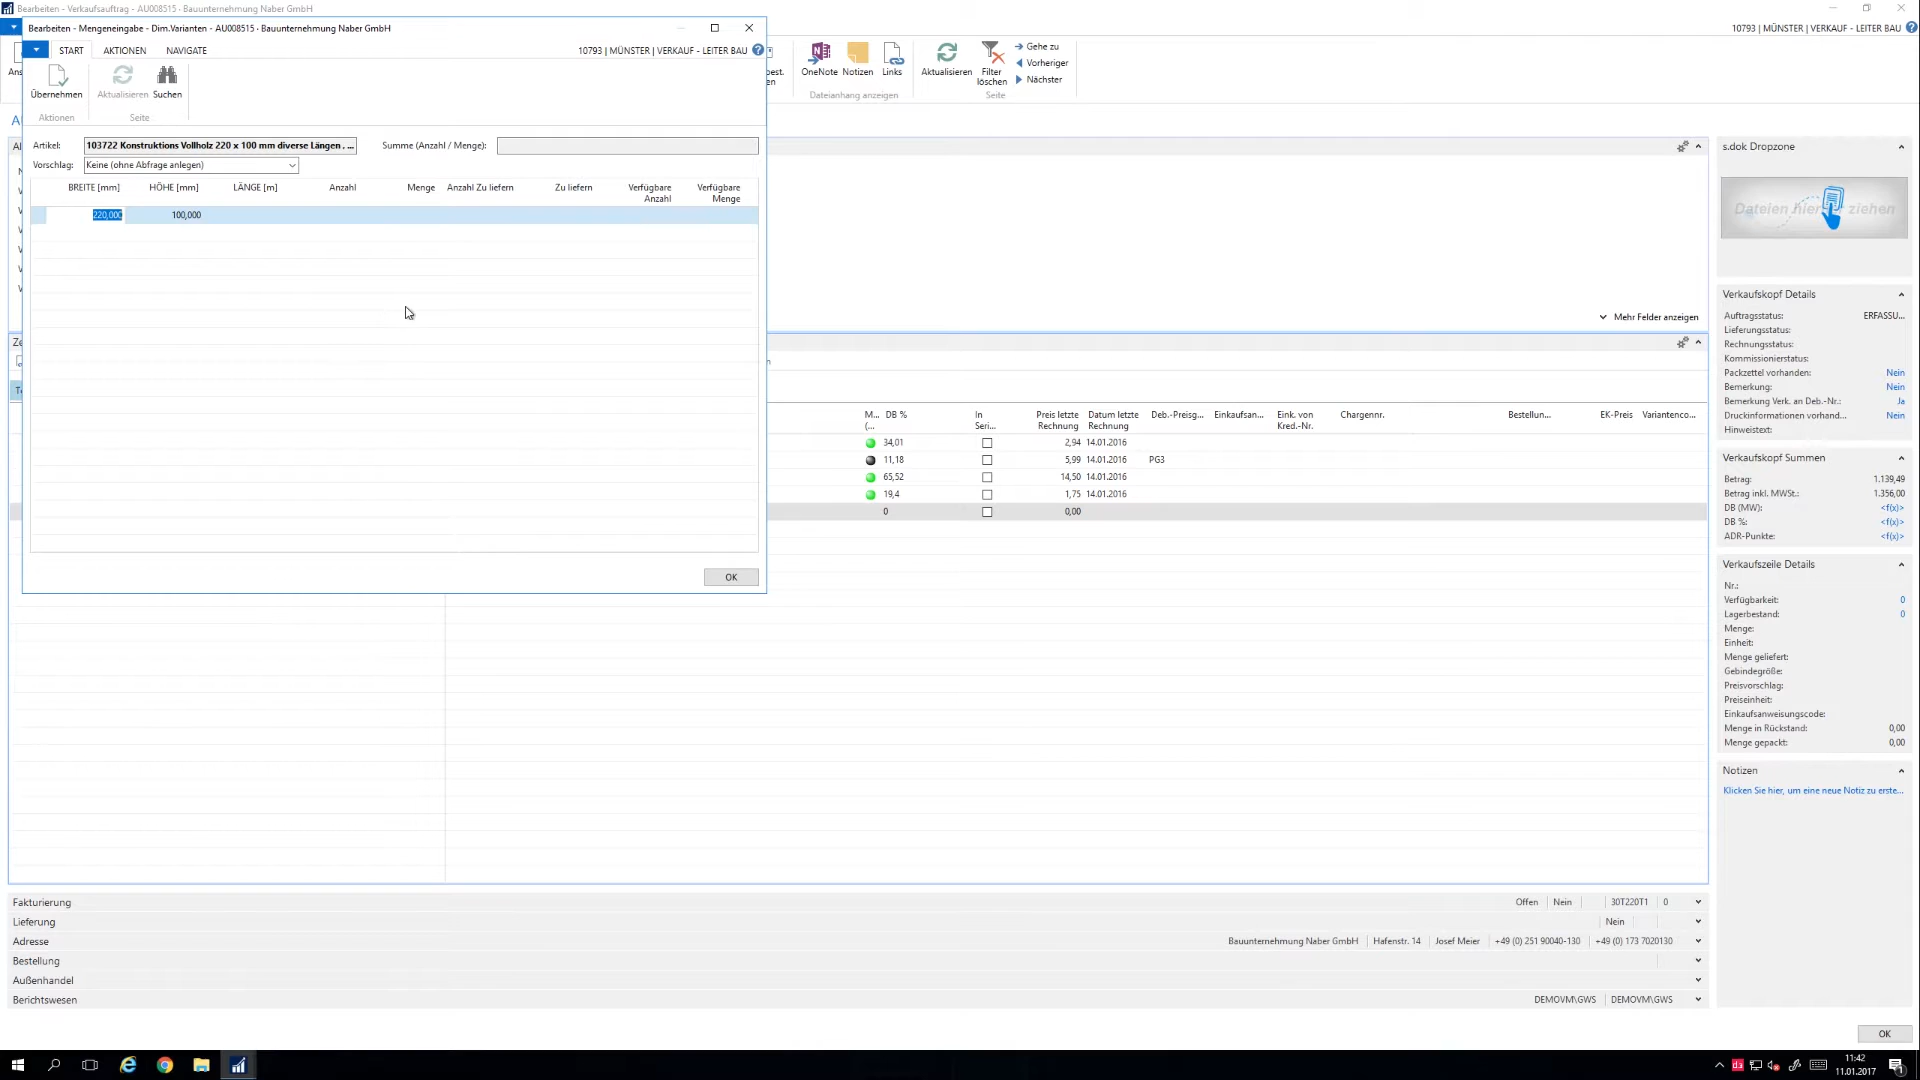 Bearbeiten - Verkaufsauftrag - AU008515 · Bauunternehmung Naber GmbH
Bearbeiten - Mengeneingabe - Dim.Varianten - AU008515 · Bauunternehmung Naber GmbH
10793 | MÜNSTER | VERKAUF - LEITER BAU
START AKTIONEN NAVIGATE
10793 | MÜNSTER | VERKAUF - LEITER BAU
Übernehmen
Aktualisieren
Suchen
Aktionen
Seite
OneNote
Notizen
Links
Dateianhang anzeigen
Aktualisieren
Filter löschen
Gehe zu
Vorheriger
Nächster
Seite
Artikel: 103722 Konstruktions Vollholz 220 x 100 mm diverse Längen , ...
Summe (Anzahl / Menge):
Vorschlag: Keine (ohne Abfrage anlegen)
BREITE [mm] HÖHE [mm] LÄNGE [m] Anzahl Menge Anzahl Zu liefern Zu liefern Verfügbare Anzahl Verfügbare Menge
220,000 100,000
OK
Mehr Felder anzeigen
M... (... DB % In Seri... Preis letzte Rechnung Datum letzte Rechnung Deb.-Preisg... Einkaufsan... Eink. von Kred.-Nr. Chargennr. Bestellun... EK-Preis Variantenco...
34,01 2,94 14.01.2016
11,18 5,99 14.01.2016 PG3
65,52 14,50 14.01.2016
19,4 1,75 14.01.2016
0 0,00
Fakturierung Offen Nein 30T220T1 0
Lieferung Nein
Adresse Bauunternehmung Naber GmbH Hafenstr. 14 Josef Meier +49 (0) 251 90040-130 +49 (0) 173 7020130
Bestellung
Außenhandel
Berichtswesen DEMOVM\GWS DEMOVM\GWS
s.dok Dropzone
Dateien hierher ziehen
Verkaufskopf Details
Auftragsstatus: ERFASSU...
Lieferungsstatus:
Rechnungsstatus:
Kommissionierstatus:
Packzettel vorhanden: Nein
Bemerkung: Nein
Bemerkung Verk. an Deb.-Nr.: Ja
Druckinformationen vorhand... Nein
Hinweistext:
Verkaufskopf Summen
Betrag: 1.139,49
Betrag inkl. MWSt.: 1.356,00
DB (MW): <f(x)>
DB %: <f(x)>
ADR-Punkte: <f(x)>
Verkaufszeile Details
Nr.:
Verfügbarkeit: 0
Lagerbestand: 0
Menge:
Einheit:
Menge geliefert:
Gebindegröße:
Preisvorschlag:
Preiseinheit:
Einkaufsanweisungscode:
Menge in Rückstand: 0,00
Menge gepackt: 0,00
Notizen
Klicken Sie hier, um eine neue Notiz zu erste...
OK
11:42
11.01.2017